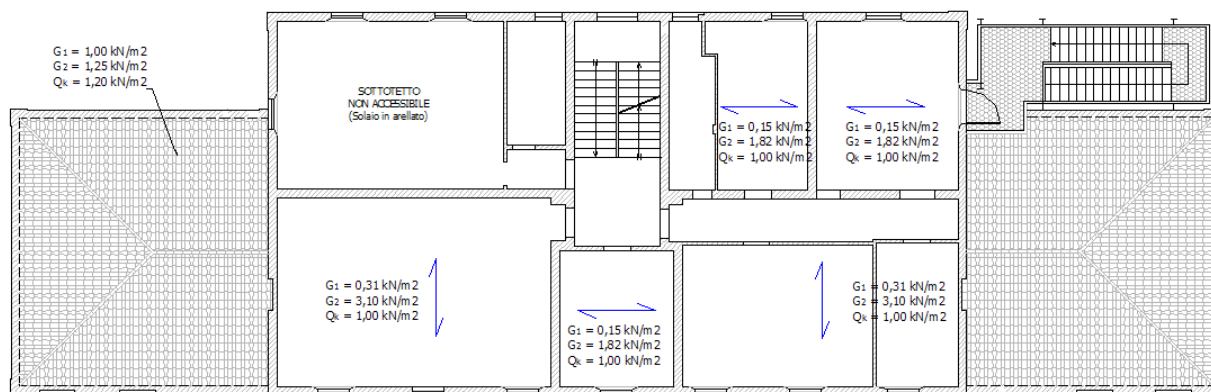 G1 = 1,00 kN/m2
G2 = 1,25 kN/m2
Qk = 1,20 kN/m2
SOTTOTETTO
NON ACCESSIBILE
(Solaio in arellato)
G1 = 0,15 kN/m2
G2 = 1,82 kN/m2
Qk = 1,00 kN/m2
G1 = 0,15 kN/m2
G2 = 1,82 kN/m2
Qk = 1,00 kN/m2
G1 = 0,31 kN/m2
G2 = 3,10 kN/m2
Qk = 1,00 kN/m2
G1 = 0,15 kN/m2
G2 = 1,82 kN/m2
Qk = 1,00 kN/m2
G1 = 0,31 kN/m2
G2 = 3,10 kN/m2
Qk = 1,00 kN/m2